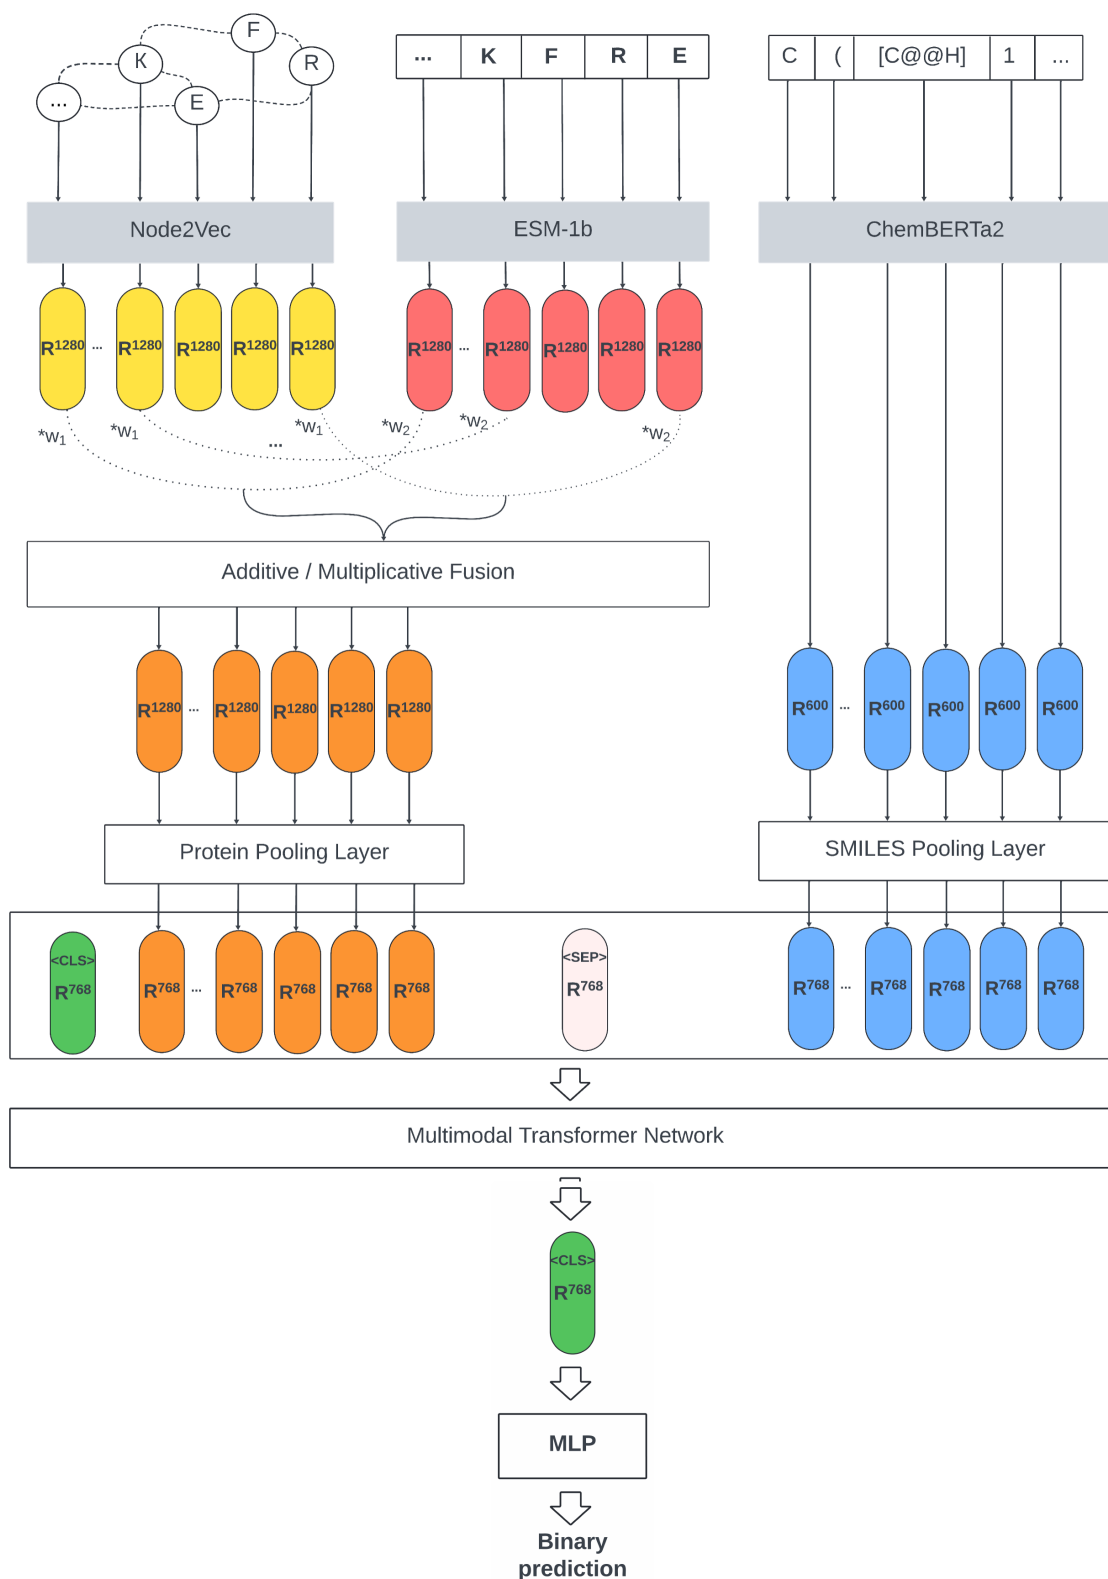 F
K
R
...
E
... K F R E
C ( [C@@H] 1 ...
Node2Vec
ESM-1b
ChemBERTa2
R¹²⁸⁰ ... R¹²⁸⁰ R¹²⁸⁰ R¹²⁸⁰ R¹²⁸⁰
R¹²⁸⁰ ... R¹²⁸⁰ R¹²⁸⁰ R¹²⁸⁰ R¹²⁸⁰
*w₁ *w₁ ... *w₁ *w₂ *w₂ *w₂
Additive / Multiplicative Fusion
R¹²⁸⁰ ... R¹²⁸⁰ R¹²⁸⁰ R¹²⁸⁰ R¹²⁸⁰
R⁶⁰⁰ ... R⁶⁰⁰ R⁶⁰⁰ R⁶⁰⁰ R⁶⁰⁰
Protein Pooling Layer
SMILES Pooling Layer
<CLS>
R⁷⁶⁸
R⁷⁶⁸ ... R⁷⁶⁸ R⁷⁶⁸ R⁷⁶⁸ R⁷⁶⁸
<SEP>
R⁷⁶⁸
R⁷⁶⁸ ... R⁷⁶⁸ R⁷⁶⁸ R⁷⁶⁸ R⁷⁶⁸
Multimodal Transformer Network
<CLS>
R⁷⁶⁸
MLP
Binary
prediction